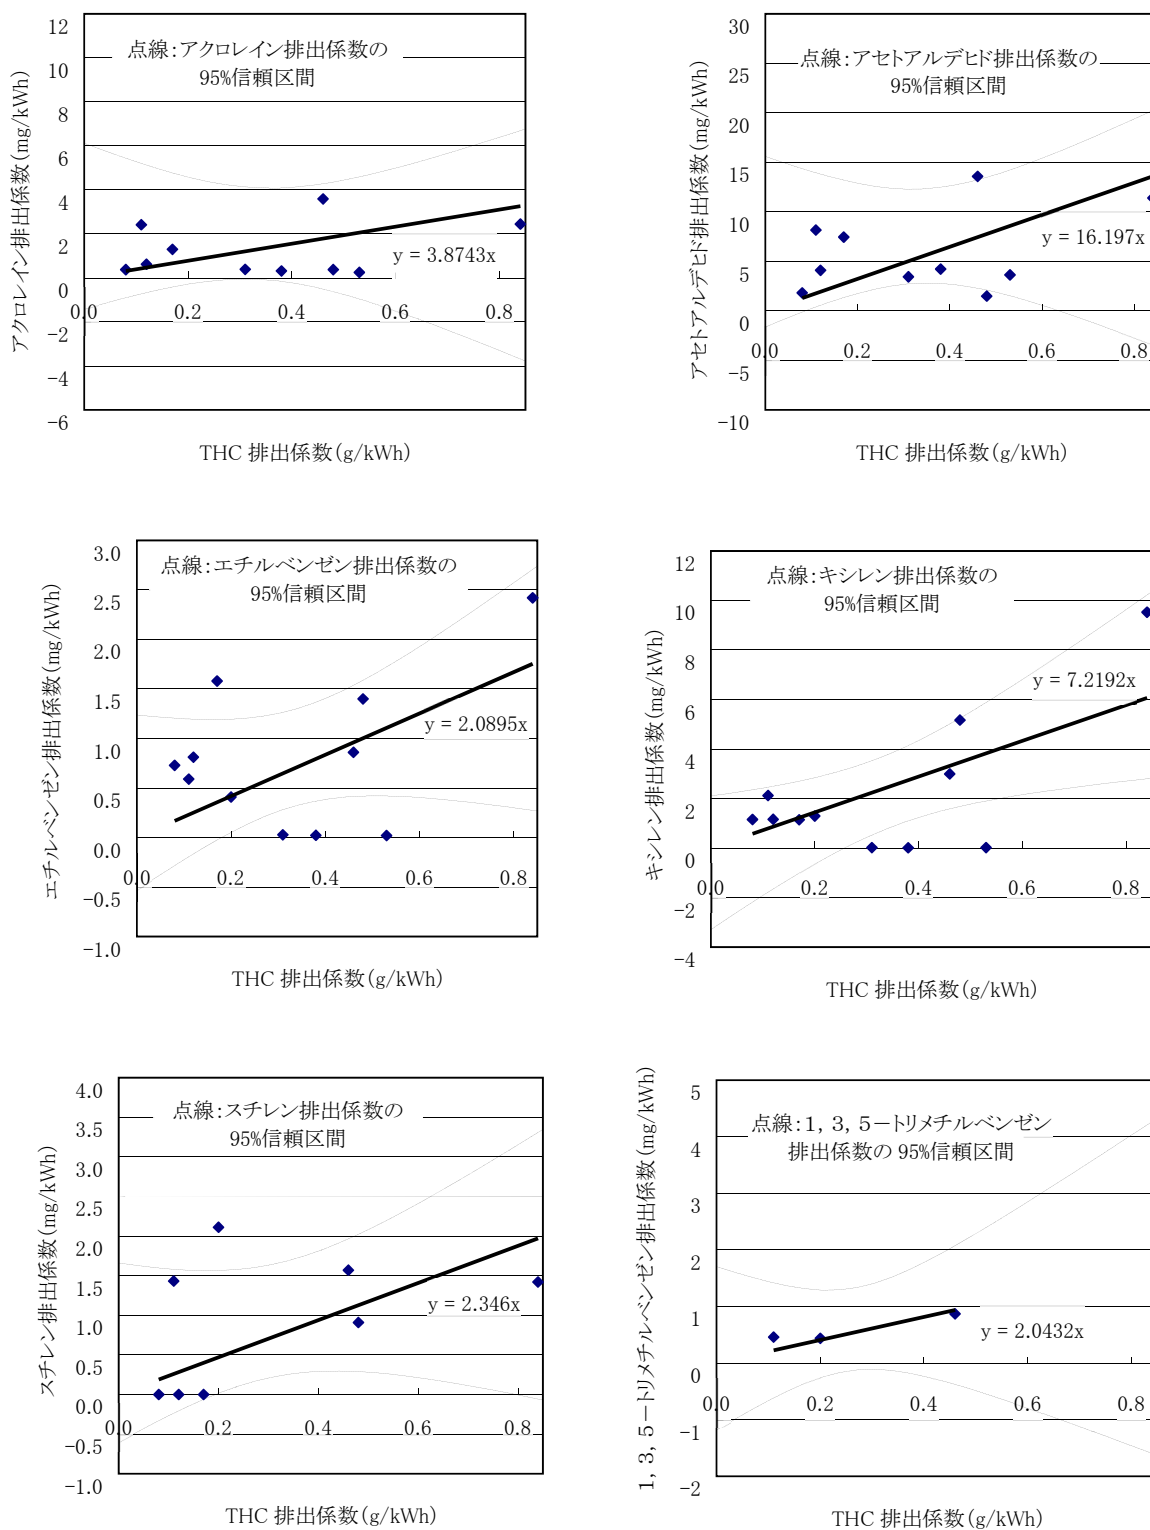 12
10
8
6
4
2
0
−2
−4
−6
アクロレイン排出係数(mg/kWh)
点線：アクロレイン排出係数の
95%信頼区間
y = 3.8743x
0.0
0.2
0.4
0.6
0.8
THC 排出係数(g/kWh)
30
25
20
15
10
5
0
−5
−10
アセトアルデヒド排出係数(mg/kWh)
点線：アセトアルデヒド排出係数の
95%信頼区間
y = 16.197x
0.0
0.2
0.4
0.6
0.8
THC 排出係数(g/kWh)
3.0
2.5
2.0
1.5
1.0
0.5
0.0
−0.5
−1.0
エチルベンゼン排出係数(mg/kWh)
点線：エチルベンゼン排出係数の
95%信頼区間
y = 2.0895x
0.0
0.2
0.4
0.6
0.8
THC 排出係数(g/kWh)
12
10
8
6
4
2
0
−2
−4
キシレン排出係数(mg/kWh)
点線：キシレン排出係数の
95%信頼区間
y = 7.2192x
0.0
0.2
0.4
0.6
0.8
THC 排出係数(g/kWh)
4.0
3.5
3.0
2.5
2.0
1.5
1.0
0.5
0.0
−0.5
−1.0
スチレン排出係数(mg/kWh)
点線：スチレン排出係数の
95%信頼区間
y = 2.346x
0.0
0.2
0.4
0.6
0.8
THC 排出係数(g/kWh)
5
4
3
2
1
0
−1
−2
1，3，5－トリメチルベンゼン排出係数(mg/kWh)
点線：1，3，5－トリメチルベンゼン
排出係数の 95%信頼区間
y = 2.0432x
0.0
0.2
0.4
0.6
0.8
THC 排出係数(g/kWh)